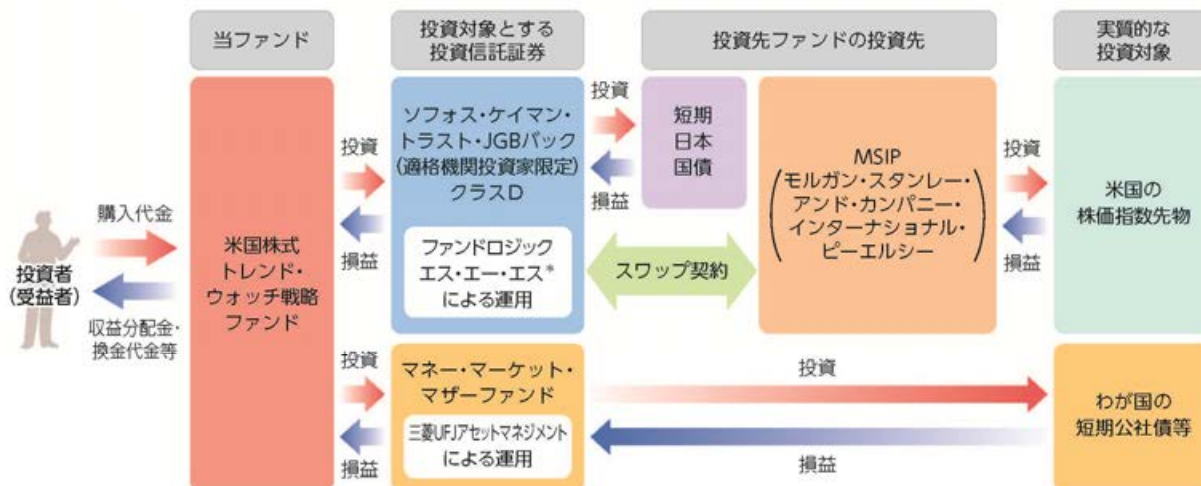 当ファンド
投資対象とする
投資信託証券
投資先ファンドの投資先
実質的な
投資対象
投資者
(受益者)
購入代金
収益分配金・
換金代金等
米国株式
トレンド・
ウォッチ戦略
ファンド
投資
損益
ソフォス・ケイマン・
トラスト・JGBバック
(適格機関投資家限定)
クラスD
ファンドロジック
エス・エー・エス*
による運用
投資
損益
短期
日本
国債
スワップ契約
MSIP
(モルガン・スタンレー・
アンド・カンパニー・
インターナショナル・
ピーエルシー)
投資
損益
米国の
株価指数先物
投資
損益
マネー・マーケット・
マザーファンド
三菱UFJアセットマネジメント
による運用
投資
損益
わが国の
短期公社債等